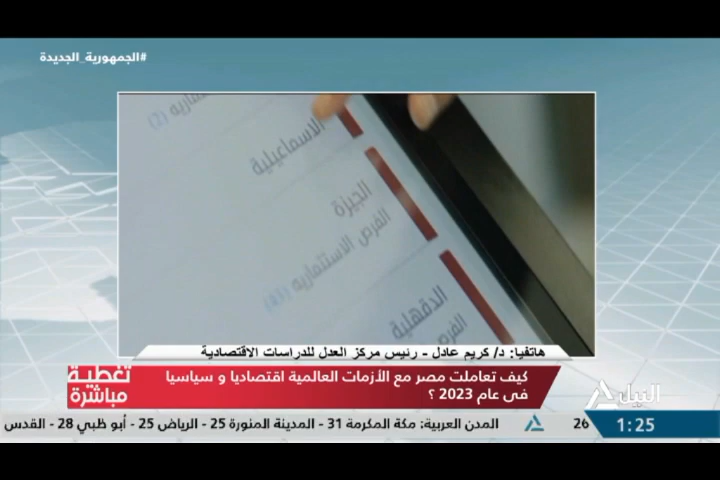 #الجمهورية_الجديدة
الاسماعيلية
الجيزة
الفرص الاستثماريه
الدقهلية
هاتفيا: د/ كريم عادل - رئيس مركز العدل للدراسات الاقتصادية
تغطية
مباشرة
كيف تعاملت مصر مع الأزمات العالمية اقتصاديا و سياسيا
فى عام 2023 ؟
النيل
1:25
26
المدن العربية: مكة المكرمة 31 - المدينة المنورة 25 - الرياض 25 - أبو ظبي 28 - القدس